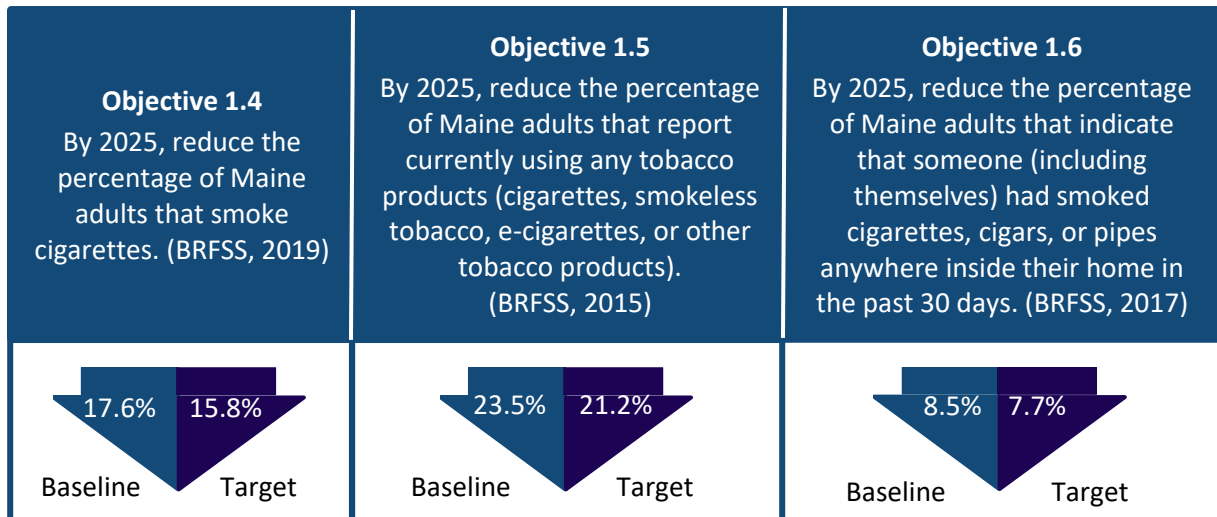 Objective 1.4
By 2025, reduce the
percentage of Maine
adults that smoke
cigarettes. (BRFSS, 2019)
Objective 1.5
By 2025, reduce the percentage
of Maine adults that report
currently using any tobacco
products (cigarettes, smokeless
tobacco, e-cigarettes, or other
tobacco products).
(BRFSS, 2015)
Objective 1.6
By 2025, reduce the percentage
of Maine adults that indicate
that someone (including
themselves) had smoked
cigarettes, cigars, or pipes
anywhere inside their home in
the past 30 days. (BRFSS, 2017)
17.6% 15.8%
Baseline Target
23.5% 21.2%
Baseline Target
8.5% 7.7%
Baseline Target